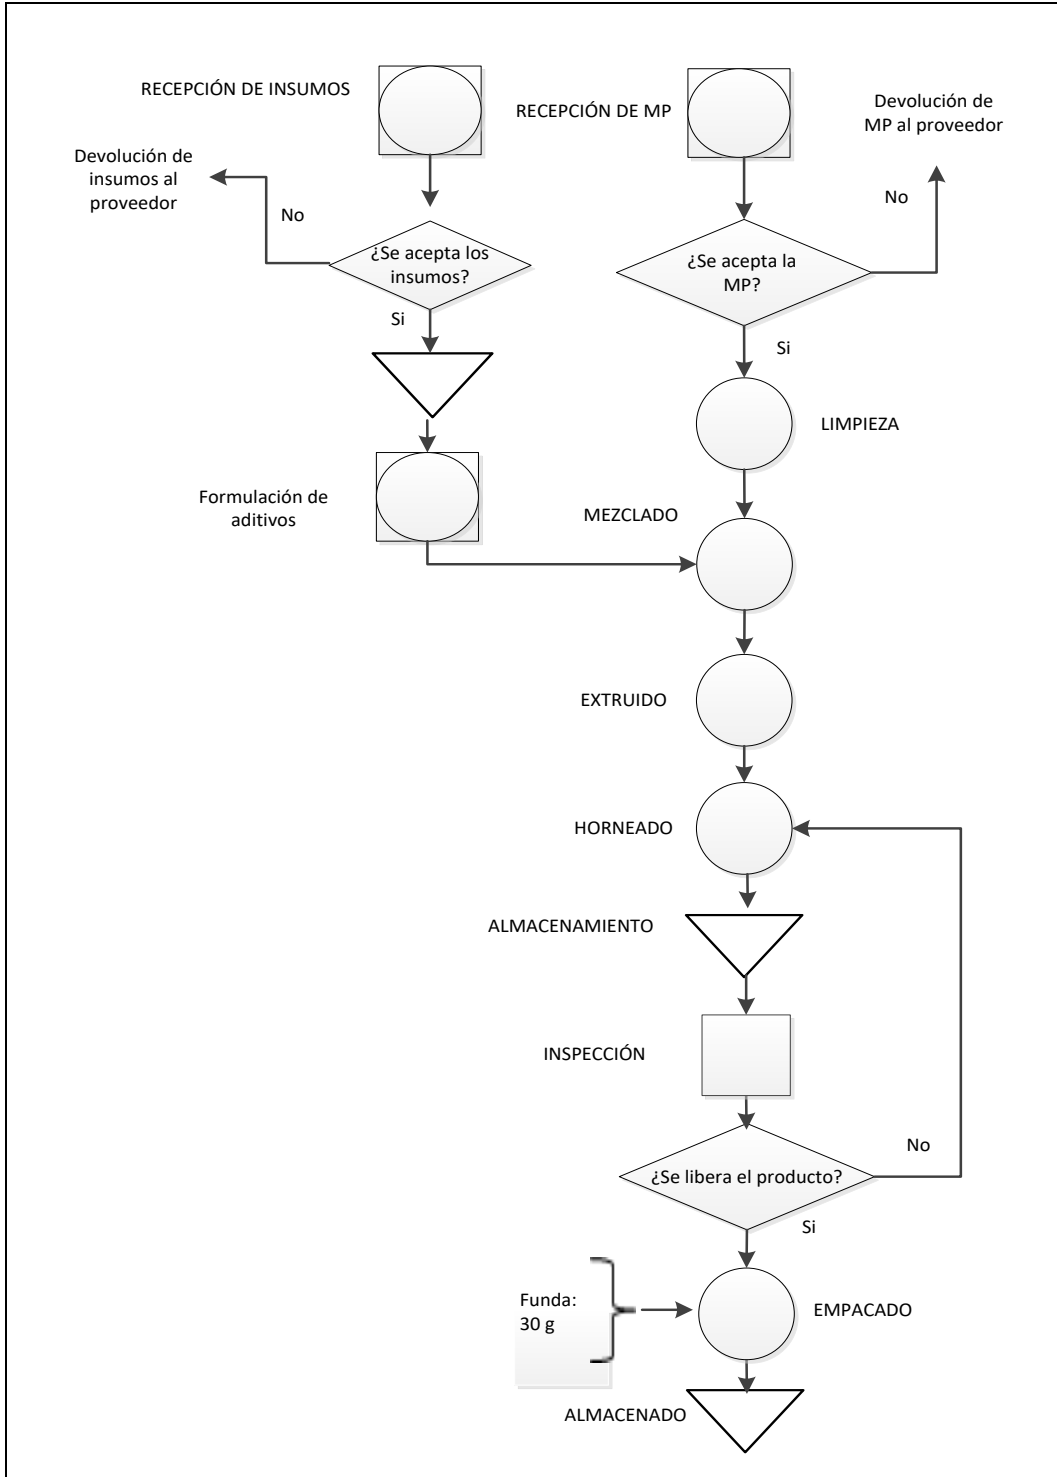 RECEPCIÓN DE INSUMOS
RECEPCIÓN DE MP
Devolución de
MP al proveedor
Devolución de
insumos al
proveedor
No
No
¿Se acepta los
insumos?
¿Se acepta la
MP?
Si
Si
LIMPIEZA
Formulación de
aditivos
MEZCLADO
EXTRUIDO
HORNEADO
ALMACENAMIENTO
INSPECCIÓN
No
¿Se libera el producto?
Si
Funda:
30 g
EMPACADO
ALMACENADO